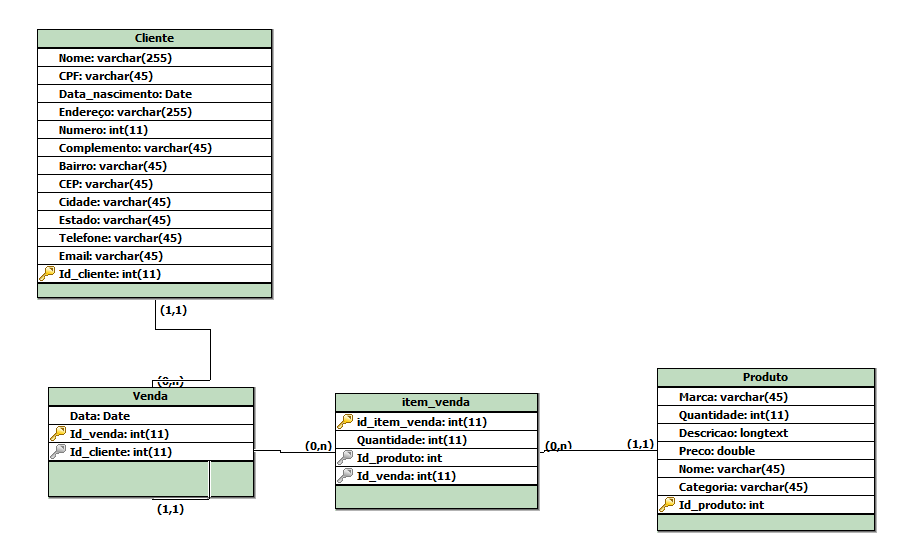 Cliente
Nome: varchar(255)
CPF: varchar(45)
Data_nascimento: Date
Endereço: varchar(255)
Numero: int(11)
Complemento: varchar(45)
Bairro: varchar(45)
CEP: varchar(45)
Cidade: varchar(45)
Estado: varchar(45)
Telefone: varchar(45)
Email: varchar(45)
Id_cliente: int(11)
(1,1)
(0,n)
Venda
Data: Date
Id_venda: int(11)
Id_cliente: int(11)
(1,1)
(0,n)
item_venda
id_item_venda: int(11)
Quantidade: int(11)
Id_produto: int
Id_venda: int(11)
(0,n)
(1,1)
Produto
Marca: varchar(45)
Quantidade: int(11)
Descricao: longtext
Preco: double
Nome: varchar(45)
Categoria: varchar(45)
Id_produto: int